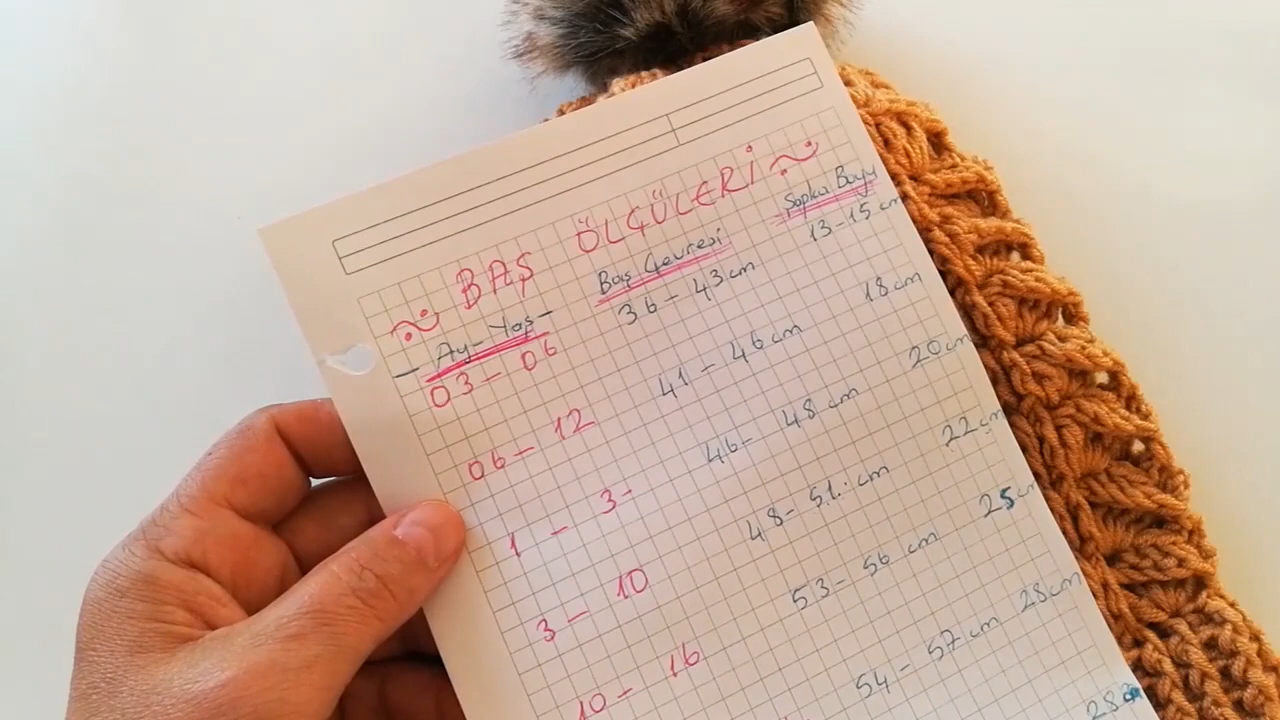 ~ BAŞ ÖLÇÜLERİ ~
- Ay - Yaş - Baş Çevresi Şapka Boyu
03 - 06 36 - 43 cm 13-15 cm
06 - 12 41 - 46 cm 18 cm
1 - 3 - 46 - 48 cm 20 cm
3 - 10 48 - 51. cm 22 cm
10 - 16 53 - 56 cm 25 cm
54 - 57 cm 28 cm
28